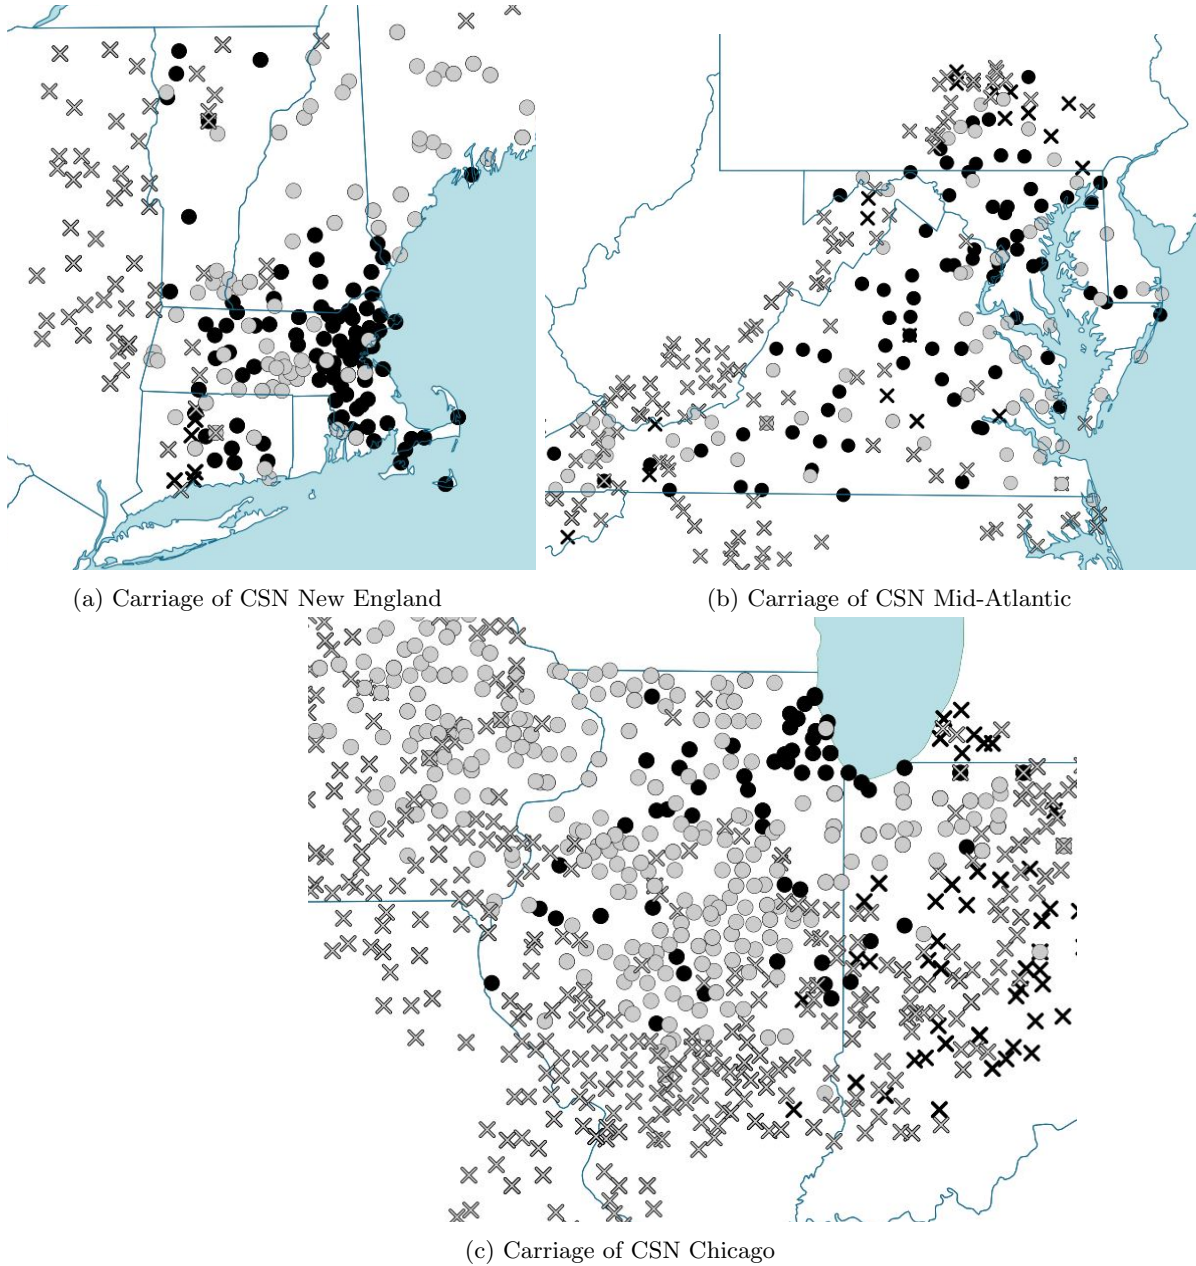 (a) Carriage of CSN New England
(b) Carriage of CSN Mid-Atlantic
(c) Carriage of CSN Chicago